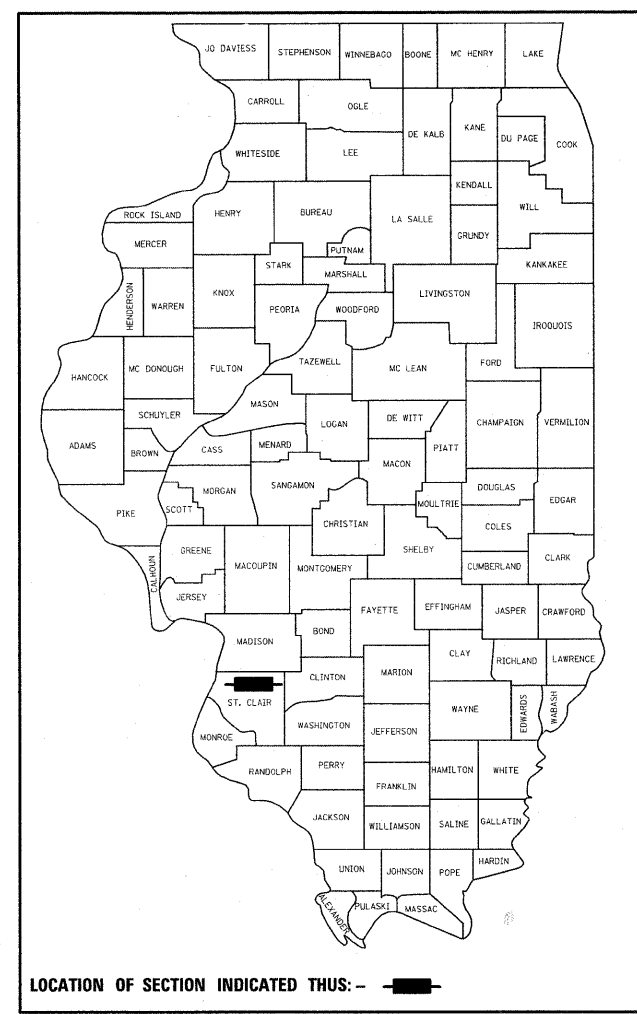 JO DAVIESS
STEPHENSON
WINNEBAGO
BOONE
MC HENRY
LAKE
CARROLL
OGLE
DE KALB
KANE
DU PAGE
COOK
WHITESIDE
LEE
KENDALL
WILL
ROCK ISLAND
HENRY
BUREAU
LA SALLE
GRUNDY
MERCER
PUTNAM
STARK
MARSHALL
KANKAKEE
HENDERSON
WARREN
KNOX
PEORIA
WOODFORD
LIVINGSTON
IROQUOIS
HANCOCK
MC DONOUGH
FULTON
TAZEWELL
MC LEAN
FORD
MASON
SCHUYLER
LOGAN
DE WITT
CHAMPAIGN
VERMILION
ADAMS
BROWN
CASS
MENARD
PIATT
MACON
PIKE
SCOTT
MORGAN
SANGAMON
CHRISTIAN
MOULTRIE
DOUGLAS
EDGAR
COLES
CALHOUN
GREENE
MACOUPIN
MONTGOMERY
SHELBY
CUMBERLAND
CLARK
JERSEY
FAYETTE
EFFINGHAM
JASPER
CRAWFORD
MADISON
BOND
CLAY
RICHLAND
LAWRENCE
CLINTON
MARION
ST. CLAIR
WAYNE
EDWARDS
WABASH
WASHINGTON
JEFFERSON
MONROE
RANDOLPH
PERRY
HAMILTON
WHITE
FRANKLIN
JACKSON
WILLIAMSON
SALINE
GALLATIN
UNION
JOHNSON
POPE
HARDIN
ALEXANDER
PULASKI
MASSAC
LOCATION OF SECTION INDICATED THUS: –